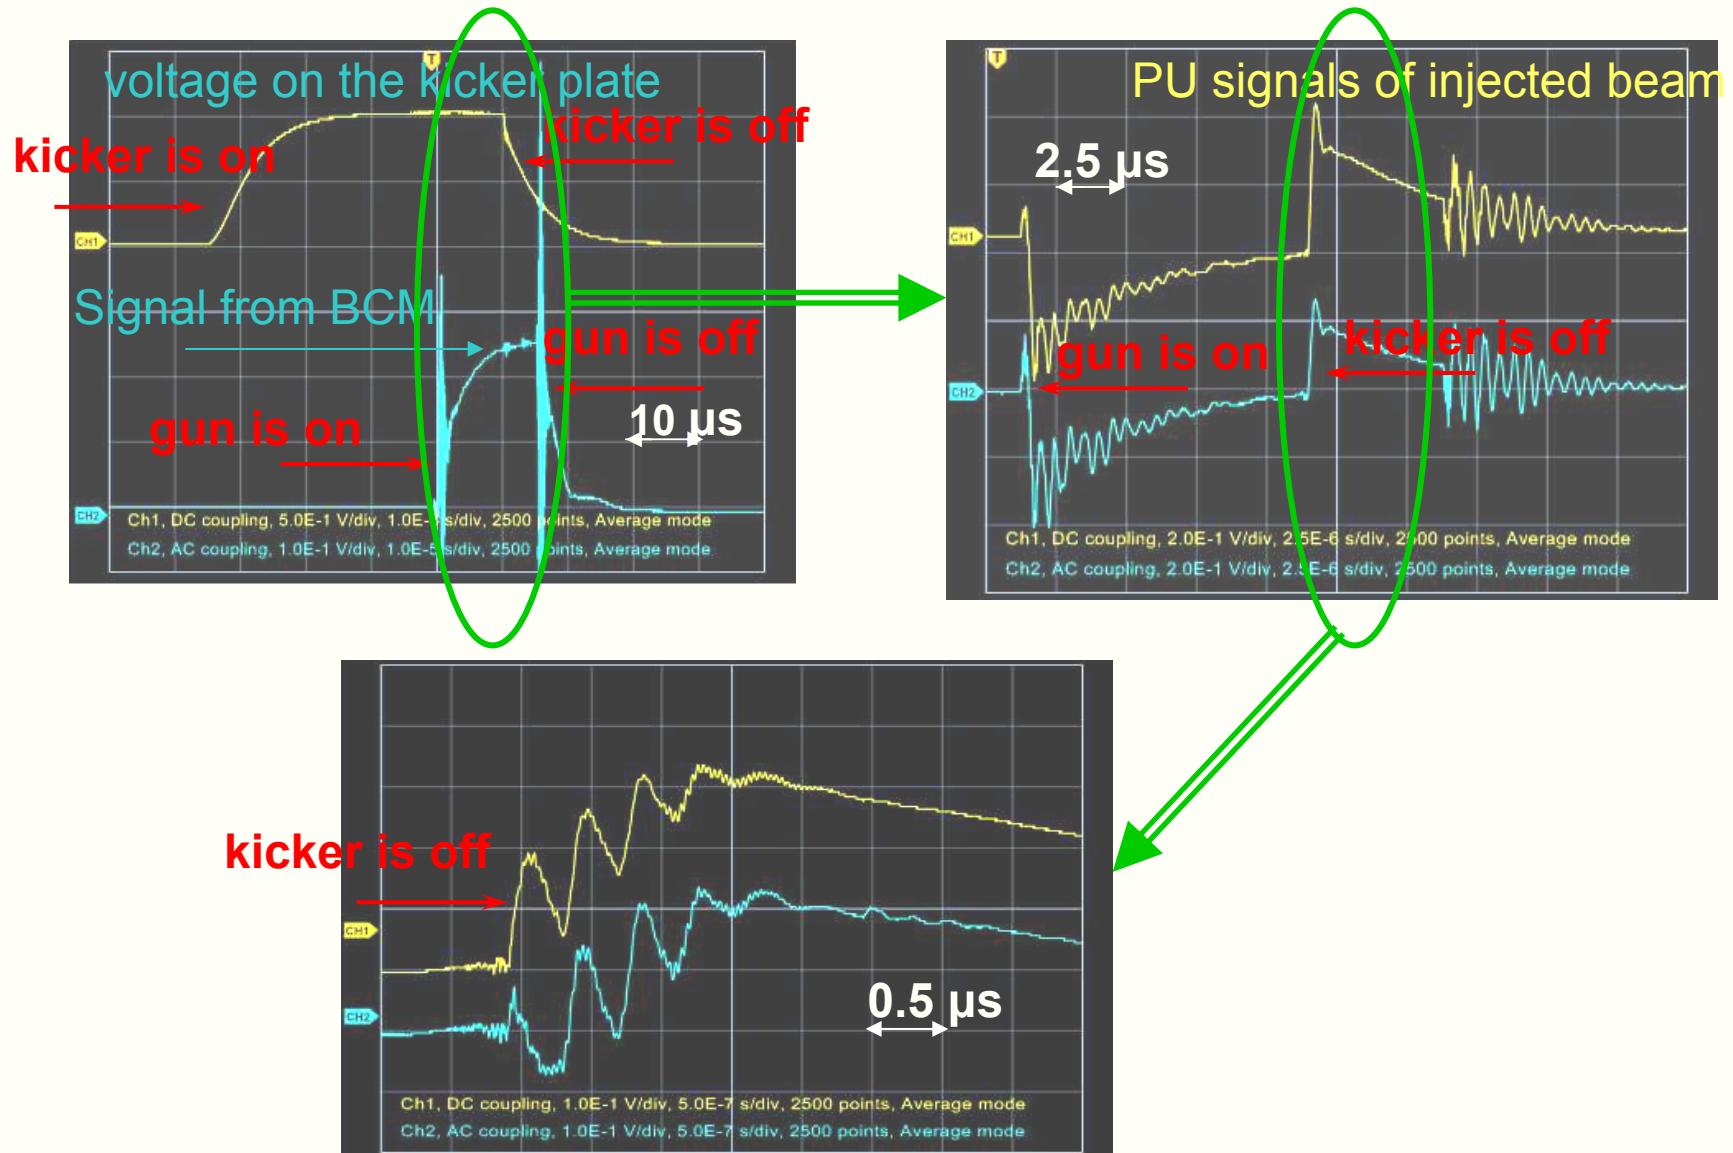 T
voltage on the kicker plate
kicker is off
kicker is on
CH1
Signal from BCM
gun is off
10 µs
gun is on
CH2
Ch1, DC coupling, 5.0E-1 V/div, s/div, 2500 points, Average mode
Ch2, AC coupling, 1.0E-1 V/div, 1.0E-5 s/div, 2500 points, Average mode
T
PU signals of injected beam
2.5 µs
CH1
gun is on
kicker is off
CH2
Ch1, DC coupling, 2.0E-1 V/div, 2.5E-6 s/div, 2500 points, Average mode
Ch2, AC coupling, 2.0E-1 V/div, 2.5E-6 s/div, 2500 points, Average mode
kicker is off
CH1
0.5 µs
CH2
Ch1, DC coupling, 1.0E-1 V/div, 5.0E-7 s/div, 2500 points, Average mode
Ch2, AC coupling, 1.0E-1 V/div, 5.0E-7 s/div, 2500 points, Average mode